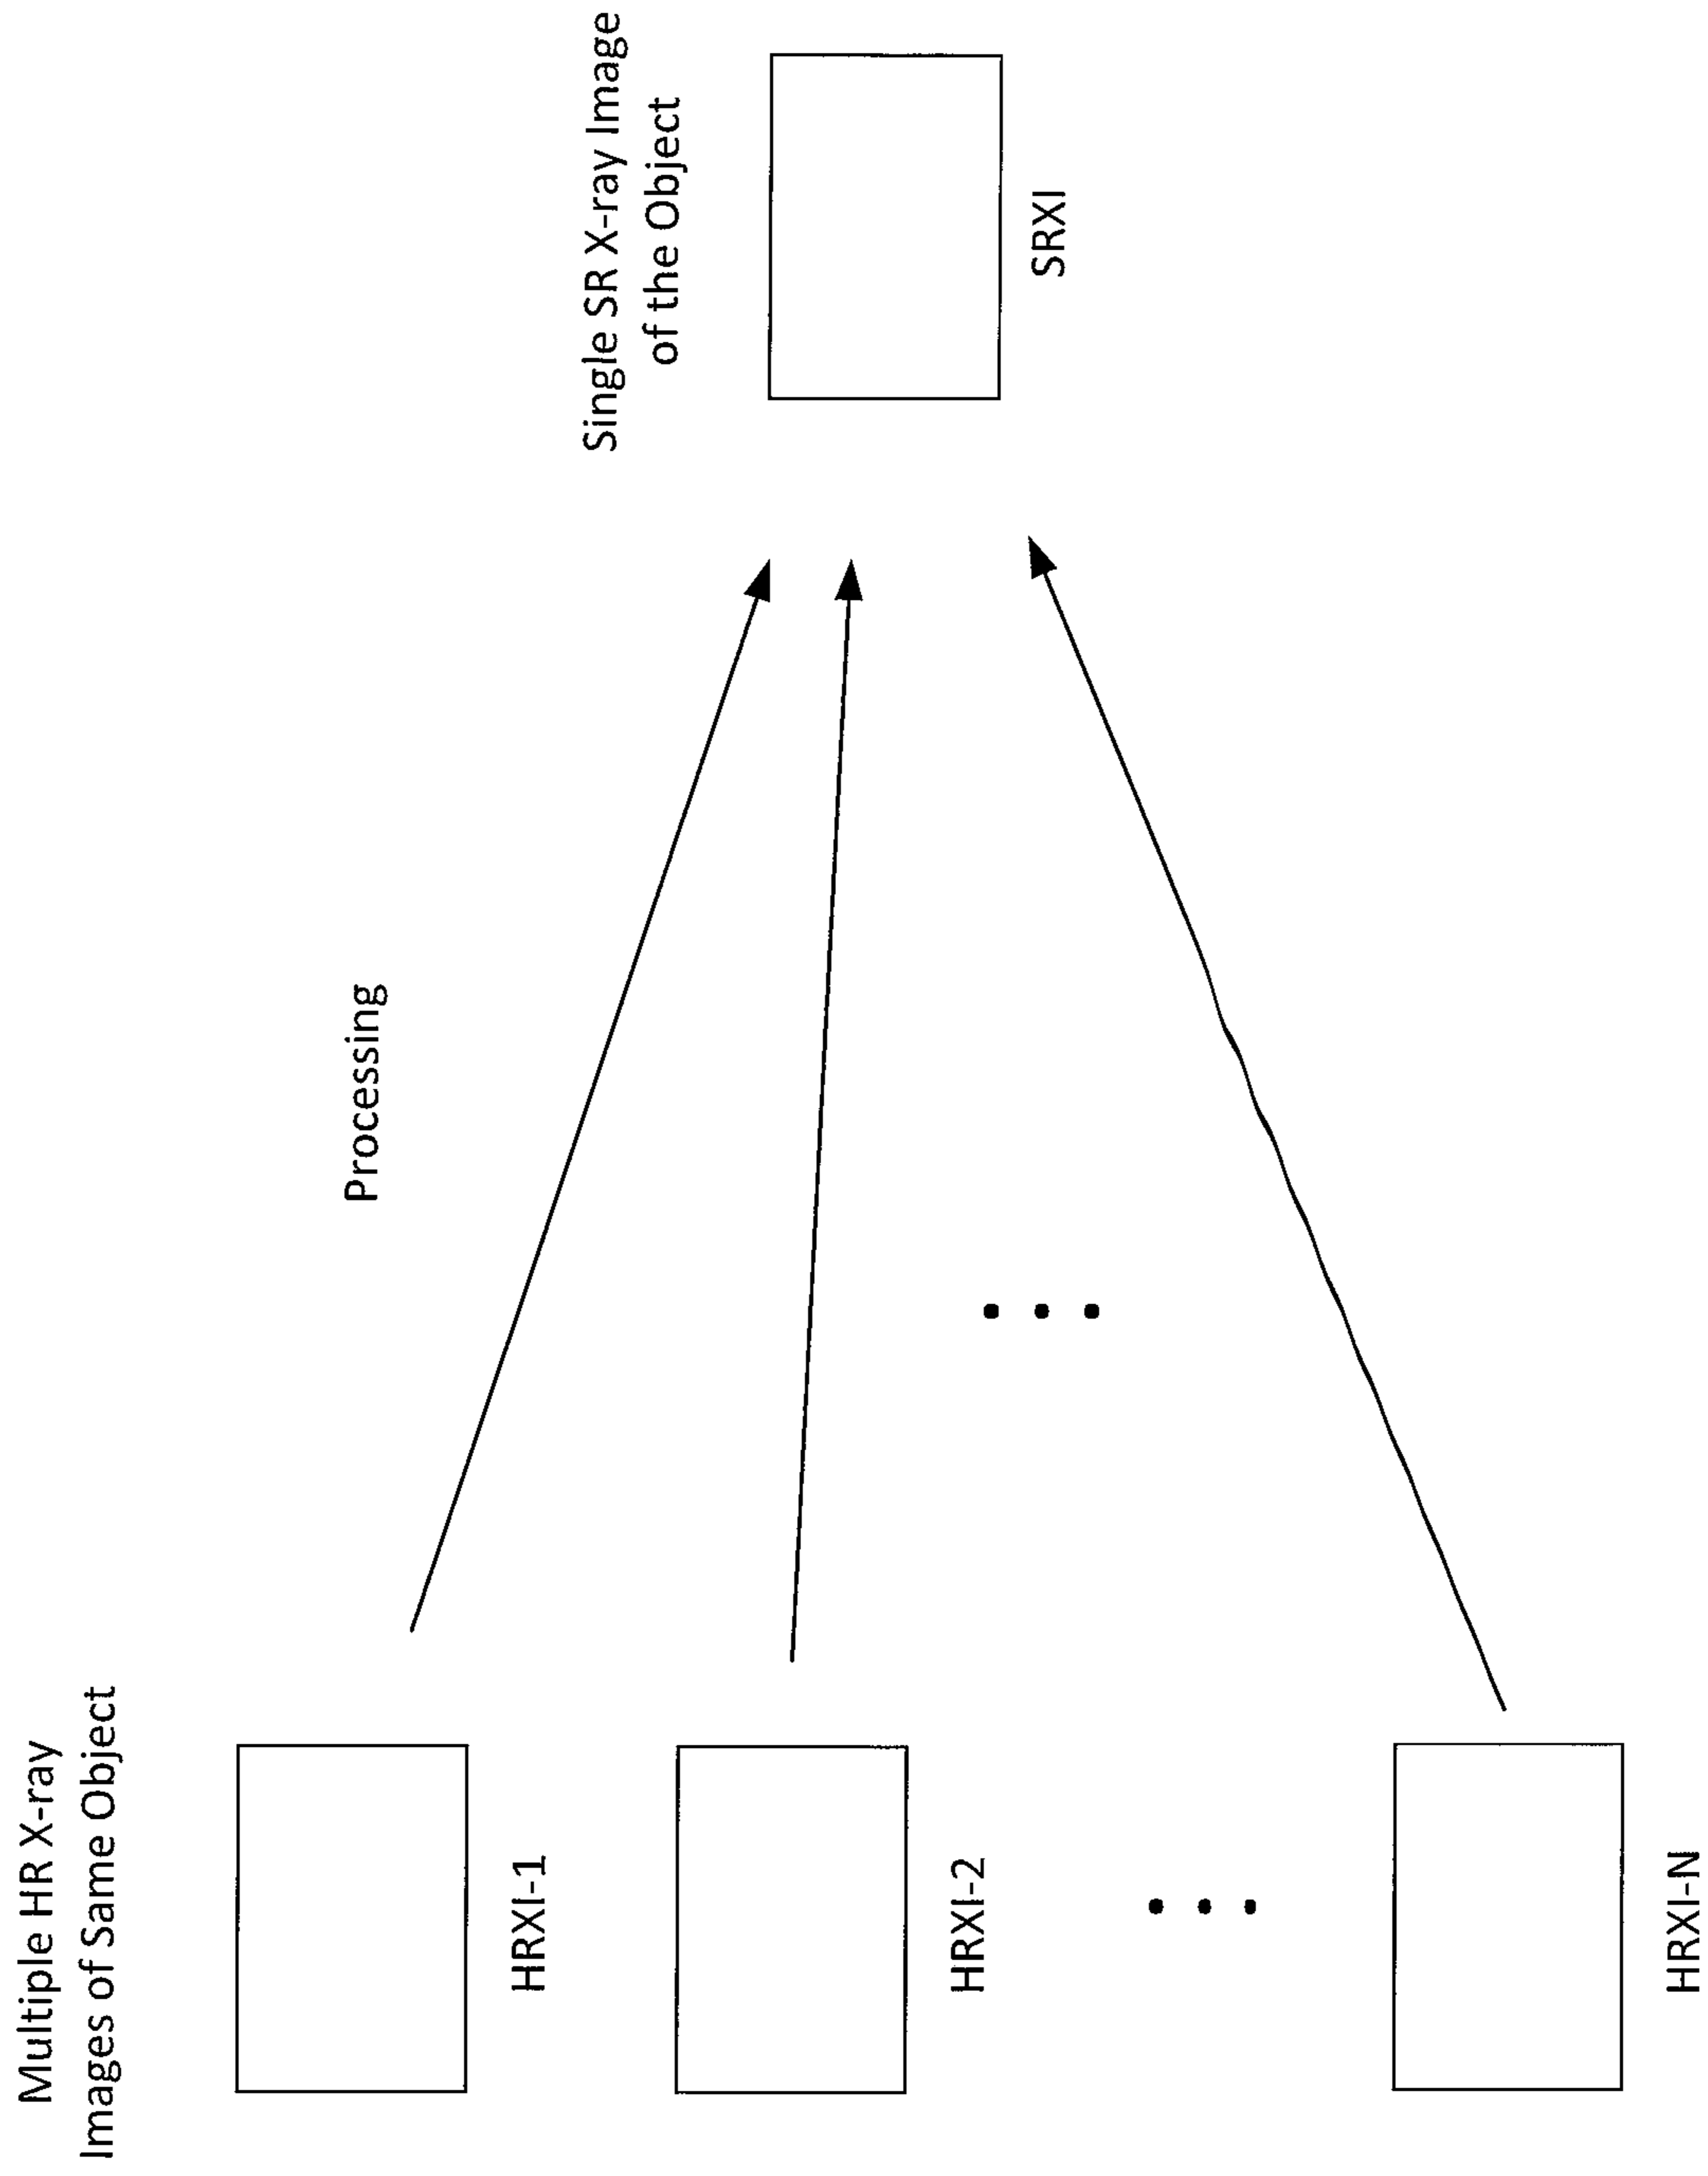 Multiple HR X-ray
Images of Same Object
HRXI-1
HRXI-2
HRXI-N
Processing
Single SR X-ray Image
of the Object
SRXI